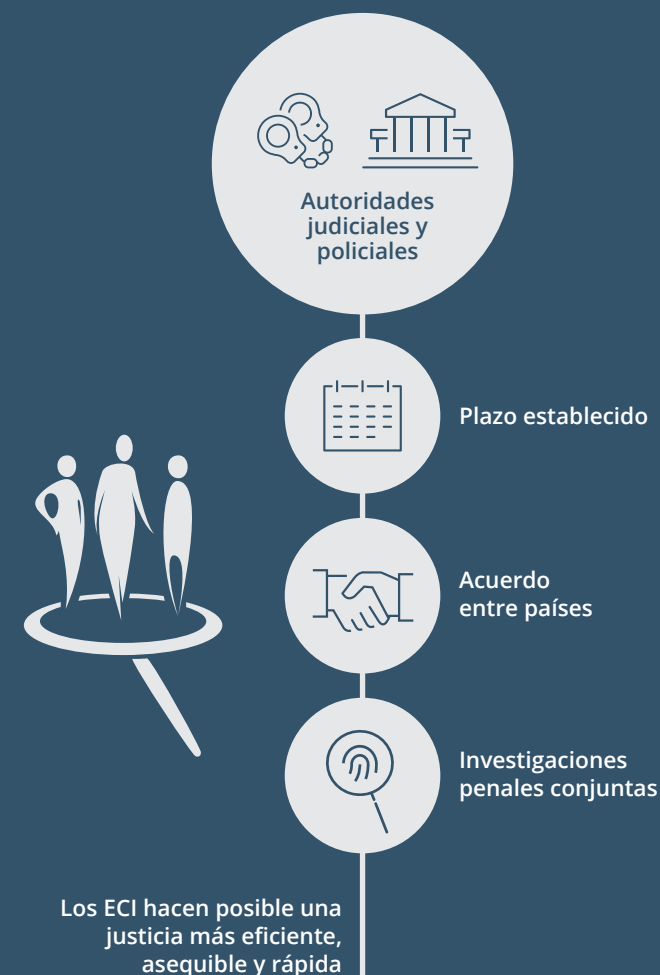 Autoridades
judiciales y
policiales
Plazo establecido
Acuerdo
entre países
Investigaciones
penales conjuntas
Los ECI hacen posible una
justicia más eficiente,
asequible y rápida